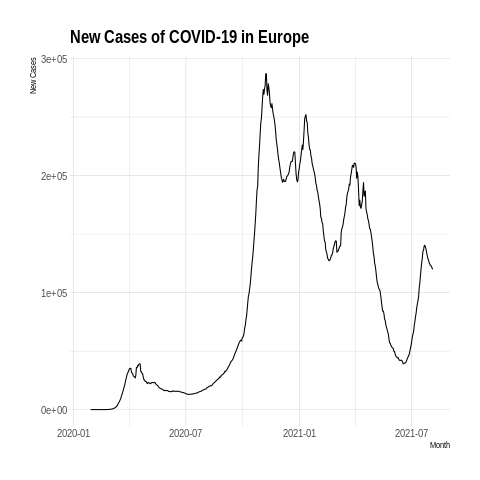 New Cases of COVID-19 in Europe
New Cases
3e+05
2e+05
1e+05
0e+00
2020-01
2020-07
2021-01
2021-07
Month